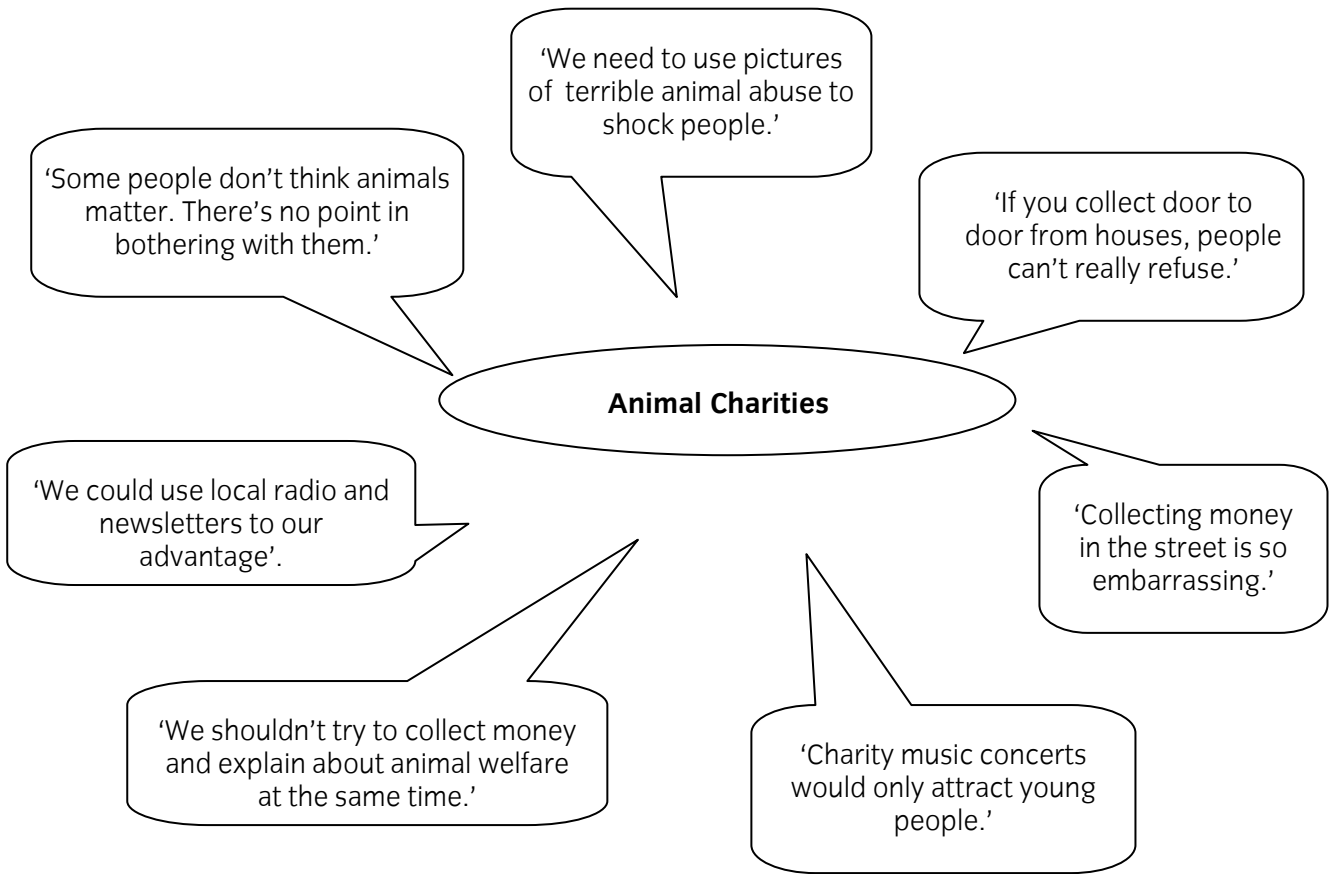 ‘We need to use pictures
of terrible animal abuse to
shock people.’
‘Some people don’t think animals
matter. There’s no point in
bothering with them.’
‘If you collect door to
door from houses, people
can’t really refuse.’
Animal Charities
‘We could use local radio and
newsletters to our
advantage’.
‘Collecting money
in the street is so
embarrassing.’
‘We shouldn’t try to collect money
and explain about animal welfare
at the same time.’
‘Charity music concerts
would only attract young
people.’